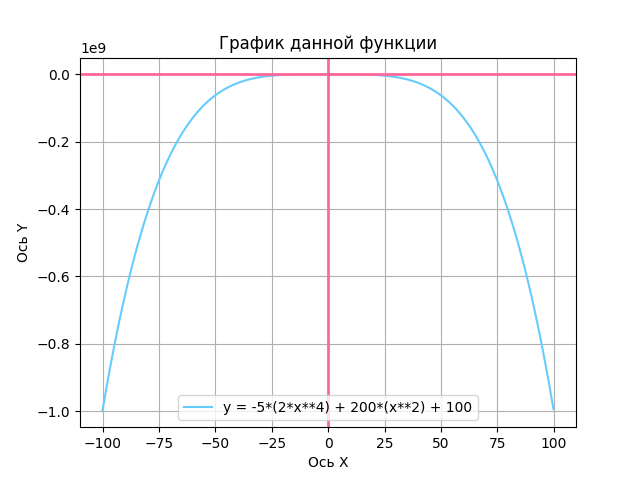 График данной функции
1e9
0.0
−0.2
−0.4
−0.6
−0.8
−1.0
Ось Y
y = -5*(2*x**4) + 200*(x**2) + 100
−100 −75 −50 −25 0 25 50 75 100
Ось X